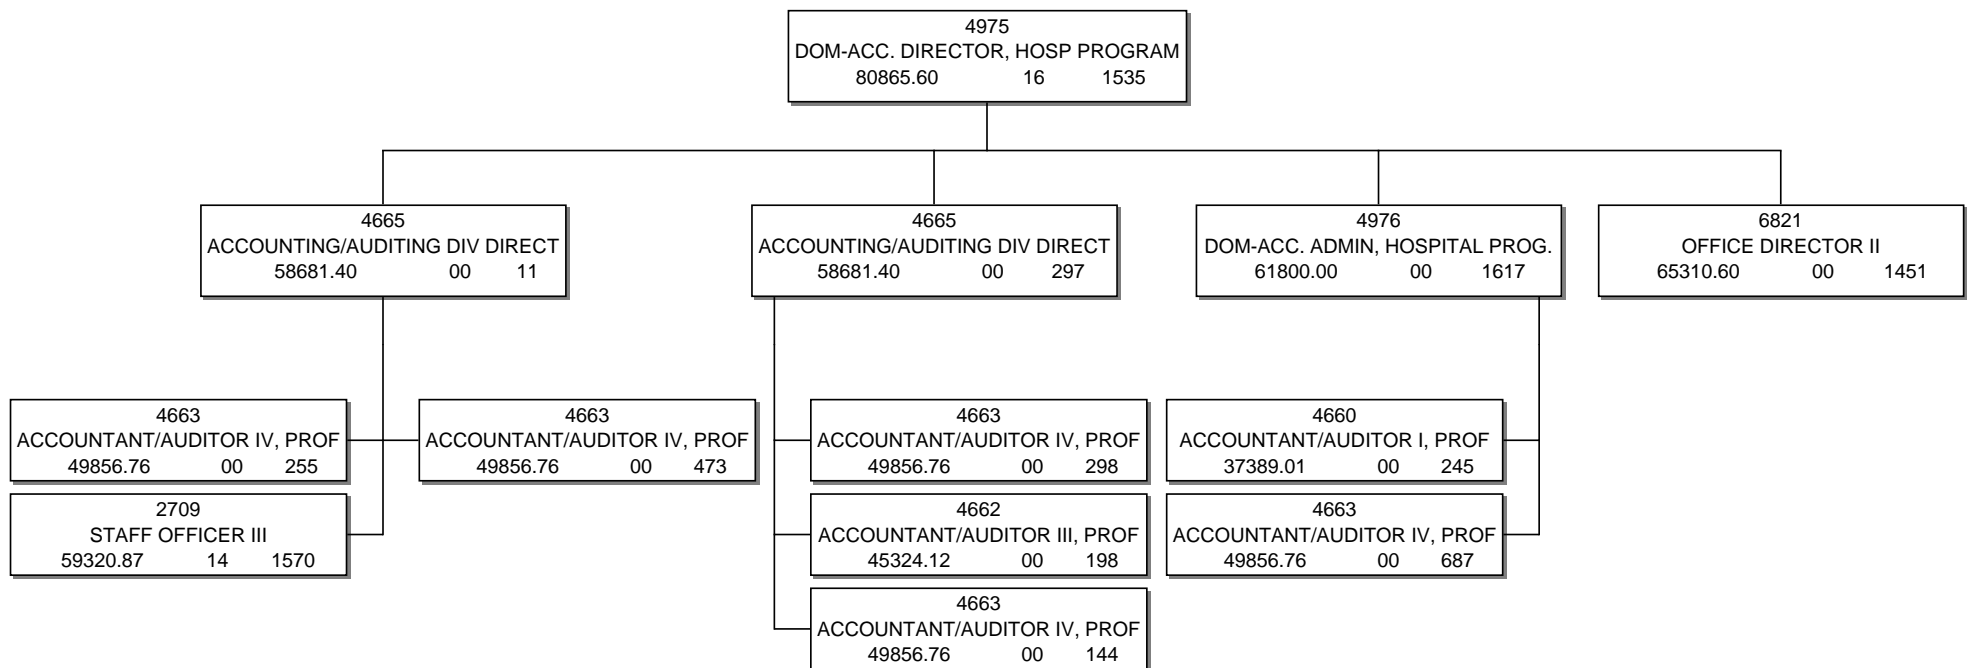 4975
DOM-ACC. DIRECTOR, HOSP PROGRAM
80865.60 16 1535
4665
ACCOUNTING/AUDITING DIV DIRECT
58681.40 00 11
4665
ACCOUNTING/AUDITING DIV DIRECT
58681.40 00 297
4976
DOM-ACC. ADMIN, HOSPITAL PROG.
61800.00 00 1617
6821
OFFICE DIRECTOR II
65310.60 00 1451
4663
ACCOUNTANT/AUDITOR IV, PROF
49856.76 00 255
4663
ACCOUNTANT/AUDITOR IV, PROF
49856.76 00 473
4663
ACCOUNTANT/AUDITOR IV, PROF
49856.76 00 298
4660
ACCOUNTANT/AUDITOR I, PROF
37389.01 00 245
2709
STAFF OFFICER III
59320.87 14 1570
4662
ACCOUNTANT/AUDITOR III, PROF
45324.12 00 198
4663
ACCOUNTANT/AUDITOR IV, PROF
49856.76 00 687
4663
ACCOUNTANT/AUDITOR IV, PROF
49856.76 00 144